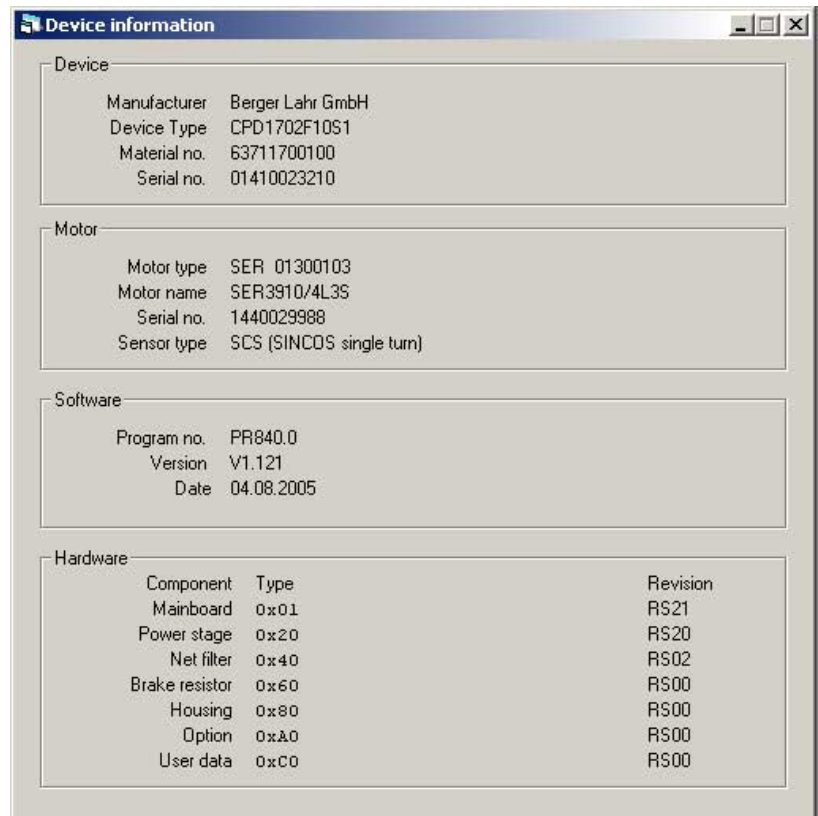 Device information
Device
Manufacturer Berger Lahr GmbH
Device Type CPD1702F10S1
Material no. 63711700100
Serial no. 01410023210
Motor
Motor type SER 01300103
Motor name SER3910/4L3S
Serial no. 1440029988
Sensor type SCS (SINCOS single turn)
Software
Program no. PR840.0
Version V1.121
Date 04.08.2005
Hardware
Component Type Revision
Mainboard 0x01 RS21
Power stage 0x20 RS20
Net filter 0x40 RS02
Brake resistor 0x60 RS00
Housing 0x80 RS00
Option 0xA0 RS00
User data 0xC0 RS00